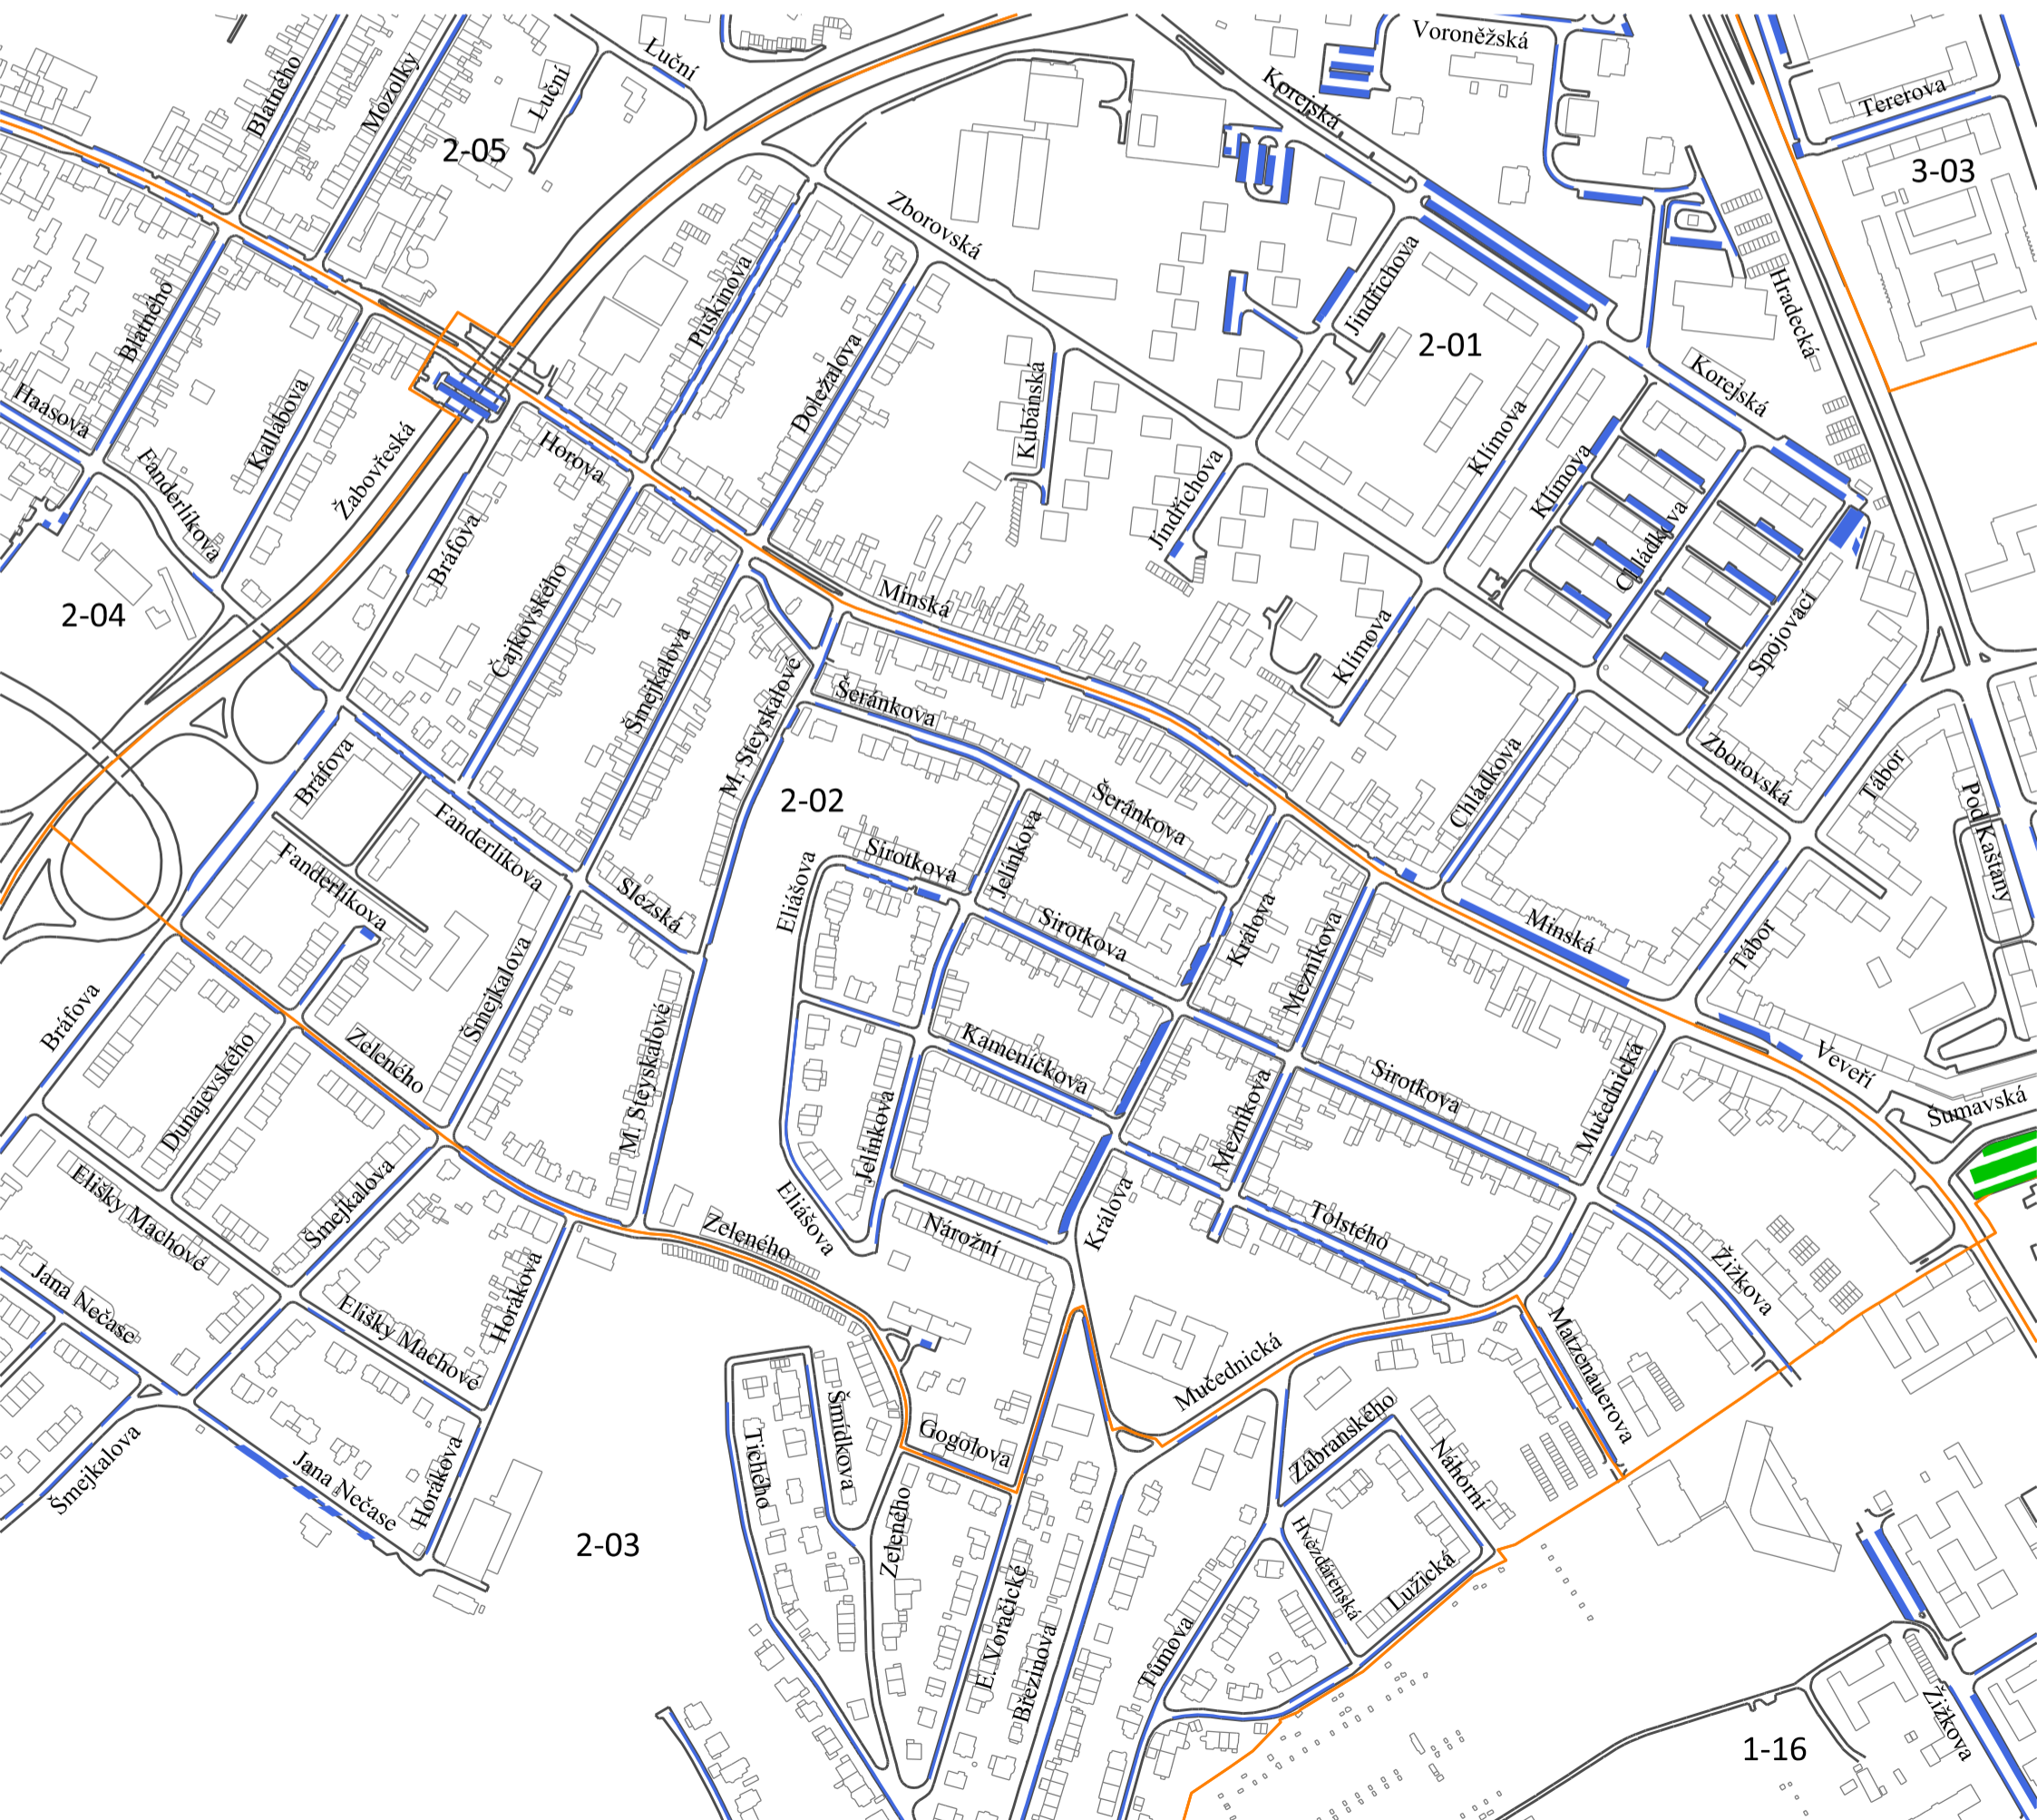 Voroněžská
Luční
Blatného
Mozolky
Luční
Korejská
Tererova
2-05
3-03
Zborovská
Puškinova
Jindřichova
Hradecká
Blatného
2-01
Doležalova
Korejská
Haasova
Kallabova
Žabovřeská
Horova
Kubánská
Klímova
Klímova
Fanderlíkova
Jindřichova
Bráfova
Chládkova
2-04
Minská
Čajkovského
Šmejkalova
Klímova
Spojovací
M. Steyskalové
Šeránkova
Bráfova
Zborovská
Tábor
Chládkova
2-02
Šeránkova
Pod Kaštany
Fanderlíkova
Sirotkova
Jelínkova
Fanderlíkova
Eliášova
Slezská
Sirotkova
Králova
Mezníkova
Minská
Tábor
Bráfova
Šmejkalova
Zeleného
M. Steyskalové
Kameníčkova
Sirotkova
Mučednická
Veveří
Dunajevského
Šumavská
Jelínkova
Mezníkova
Elišky Machové
Šmejkalova
Eliášova
Zeleného
Nárožní
Králova
Tolstého
Žižkova
Jana Nečase
Elišky Machové
Horákova
Mučednická
Matzenauerova
Šmejkalova
Jana Nečase
Horákova
Tichého
Šmídkova
Gogolova
Zábranského
Náhorní
2-03
Zeleného
Hvězdárenská
Lužická
E. Voračické
Březinova
Tůmova
Žižkova
1-16